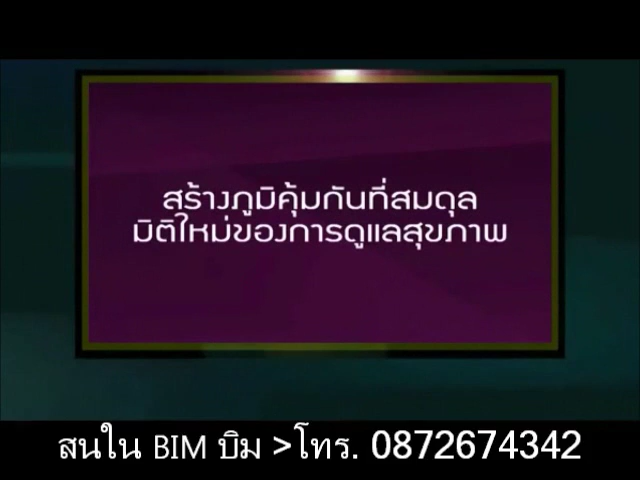 สร้างภูมิคุ้มกันที่สมดุล
มิติใหม่ของการดูแลสุขภาพ
สนใน BIM บิม >โทร. 0872674342